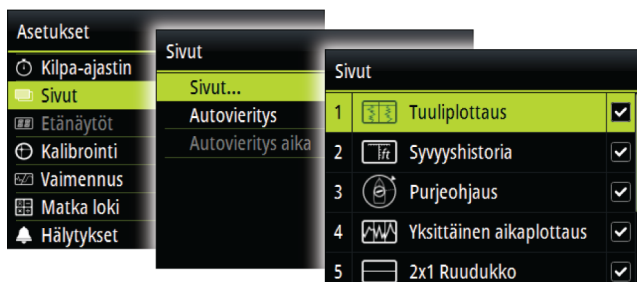 Asetukset
Kilpa-ajastin
Sivut
Etänäytöt
Kalibrointi
Vaimennus
Matka loki
Hälytykset
Sivut
Sivut...
Autovieritys
Autovieritys aika
Sivut
1 Tuuliplottaus
2 ft Syvyyshistoria
3 Purjeohjaus
4 Yksittäinen aikaplottaus
5 2x1 Ruudukko